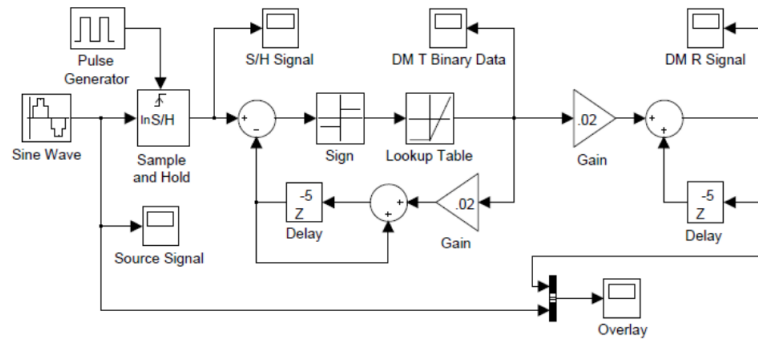 Pulse
Generator
S/H Signal
DM T Binary Data
DM R Signal
Sine Wave
In S/H
Sample
and Hold
+
-
Sign
Lookup Table
.02
Gain
+
+
-5
Z
Delay
+
+
.02
Gain
-5
Z
Delay
Source Signal
Overlay